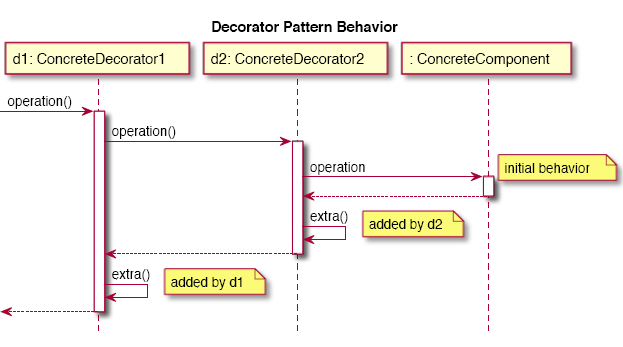 Decorator Pattern Behavior
d1: ConcreteDecorator1
d2: ConcreteDecorator2
: ConcreteComponent
operation()
operation()
operation
initial behavior
extra()
added by d2
extra()
added by d1